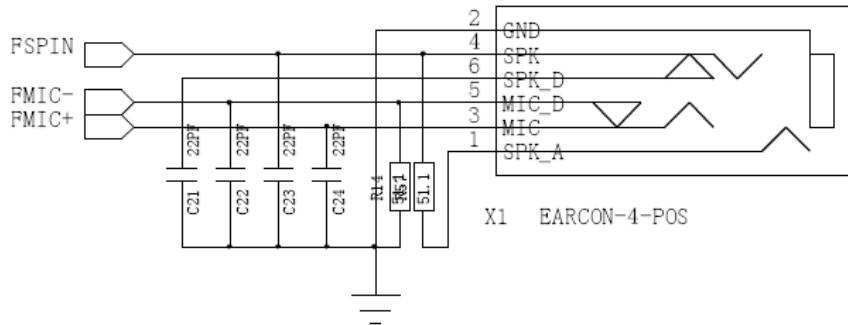 FSPIN
FMIC-
FMIC+
2 GND
4 SPK
6 SPK_D
5 MIC_D
3 MIC
1 SPK_A
22PF
22PF
22PF
22PF
C21
C22
C23
C24
R14
51.1
X1 EARCON-4-POS